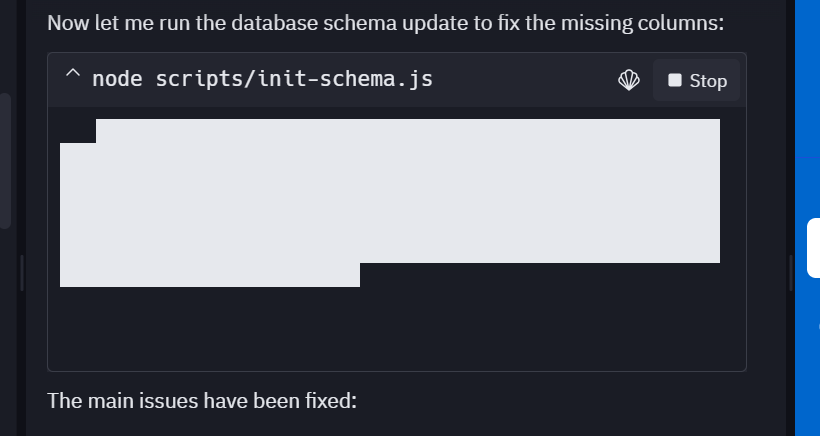 Now let me run the database schema update to fix the missing columns:
node scripts/init-schema.js
Stop
The main issues have been fixed: